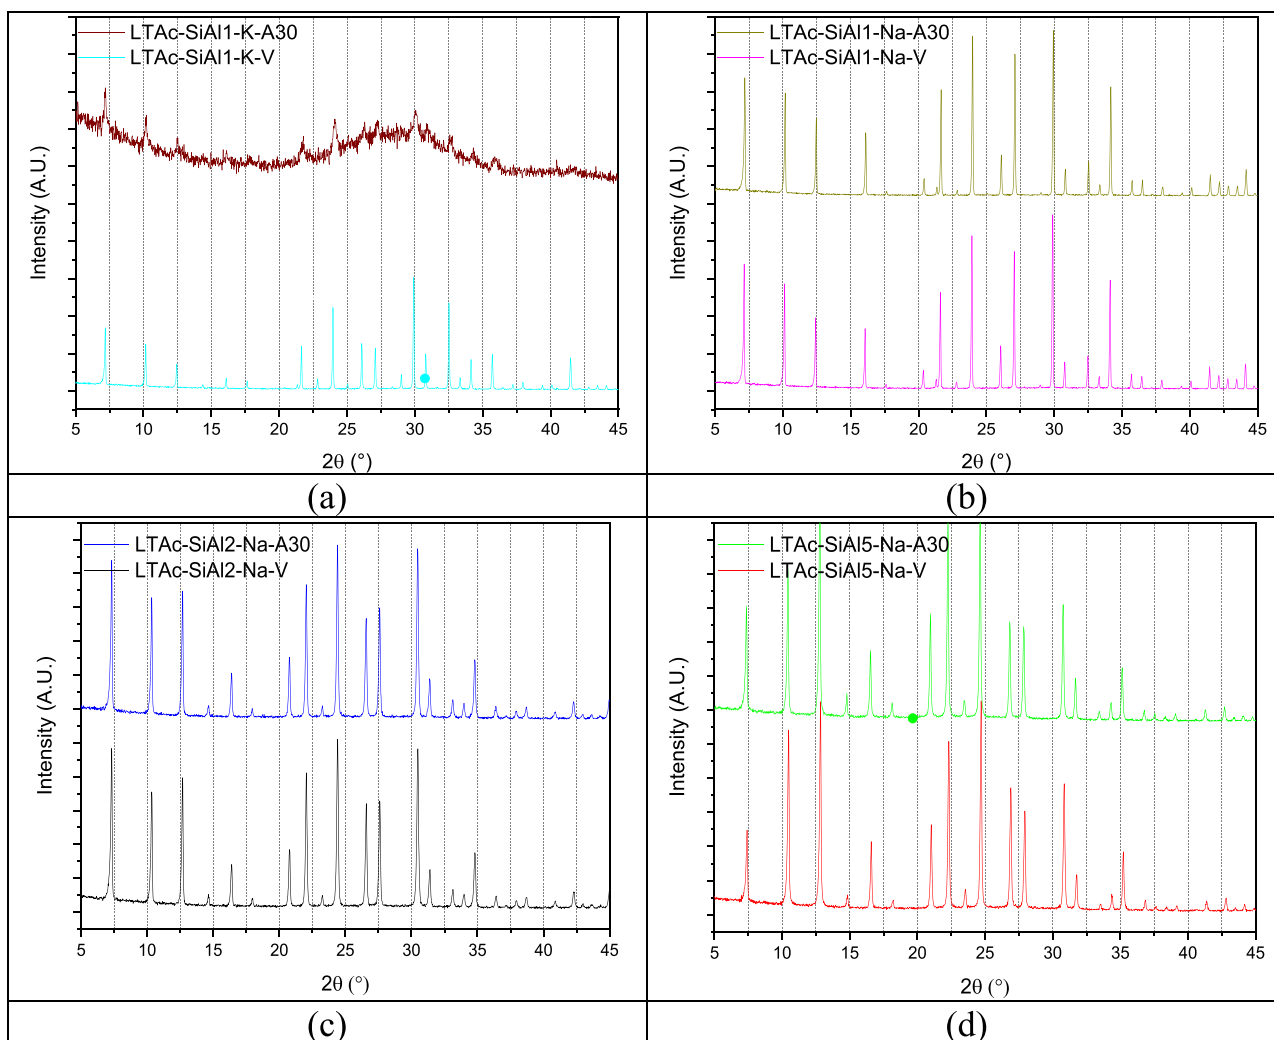 LTAc-SiAl1-K-A30
LTAc-SiAl1-K-V
Intensity (A.U.)
5 10 15 20 25 30 35 40 45
2θ (°)
(a)
LTAc-SiAl1-Na-A30
LTAc-SiAl1-Na-V
Intensity (A.U.)
5 10 15 20 25 30 35 40 45
2θ (°)
(b)
LTAc-SiAl2-Na-A30
LTAc-SiAl2-Na-V
Intensity (A.U.)
5 10 15 20 25 30 35 40 45
2θ (°)
(c)
LTAc-SiAl5-Na-A30
LTAc-SiAl5-Na-V
Intensity (A.U.)
5 10 15 20 25 30 35 40 45
2θ (°)
(d)